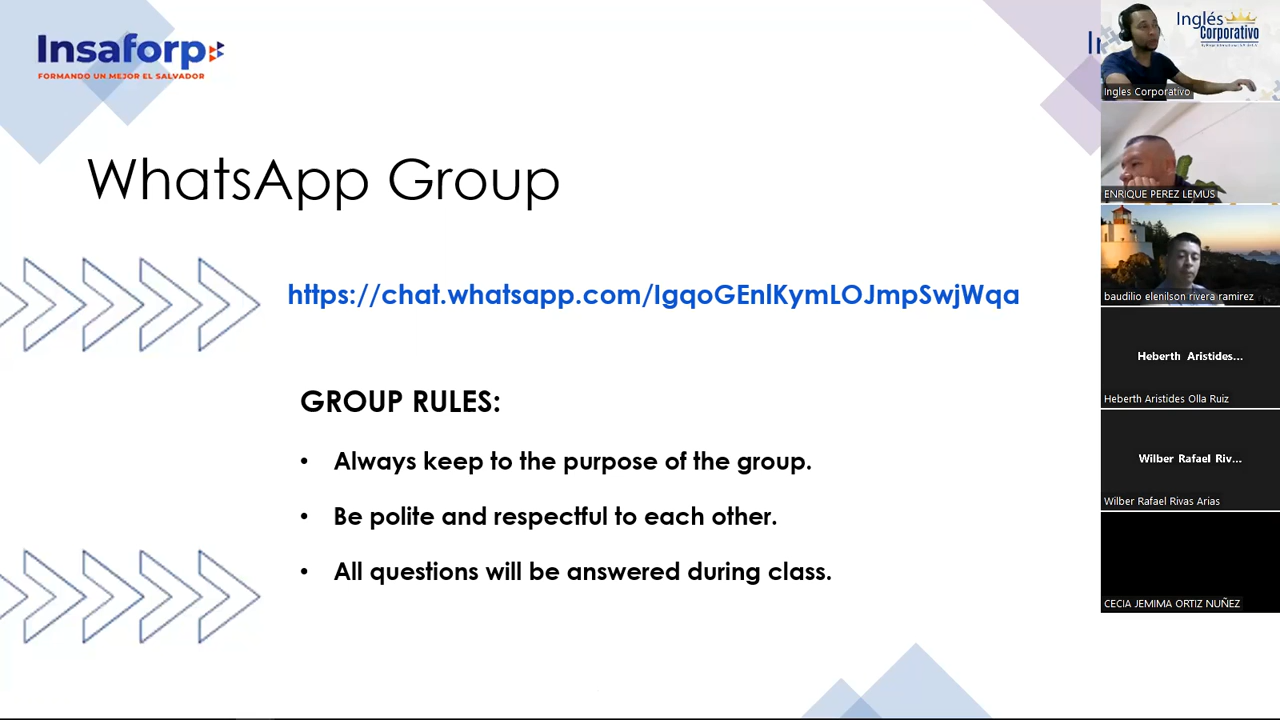 Insaforp
FORMANDO UN MEJOR EL SALVADOR
WhatsApp Group
https://chat.whatsapp.com/IgqoGEnlKymLOJmpSwjWqa
GROUP RULES:
• Always keep to the purpose of the group.
• Be polite and respectful to each other.
• All questions will be answered during class.
Inglés
Corporativo
Ingles Corporativo
ENRIQUE PEREZ LEMUS
baudilio elenilson rivera ramirez
Heberth Aristides...
Heberth Aristides Olla Ruiz
Wilber Rafael Riv...
Wilber Rafael Rivas Arias
CECIA JEMIMA ORTIZ NUÑEZ